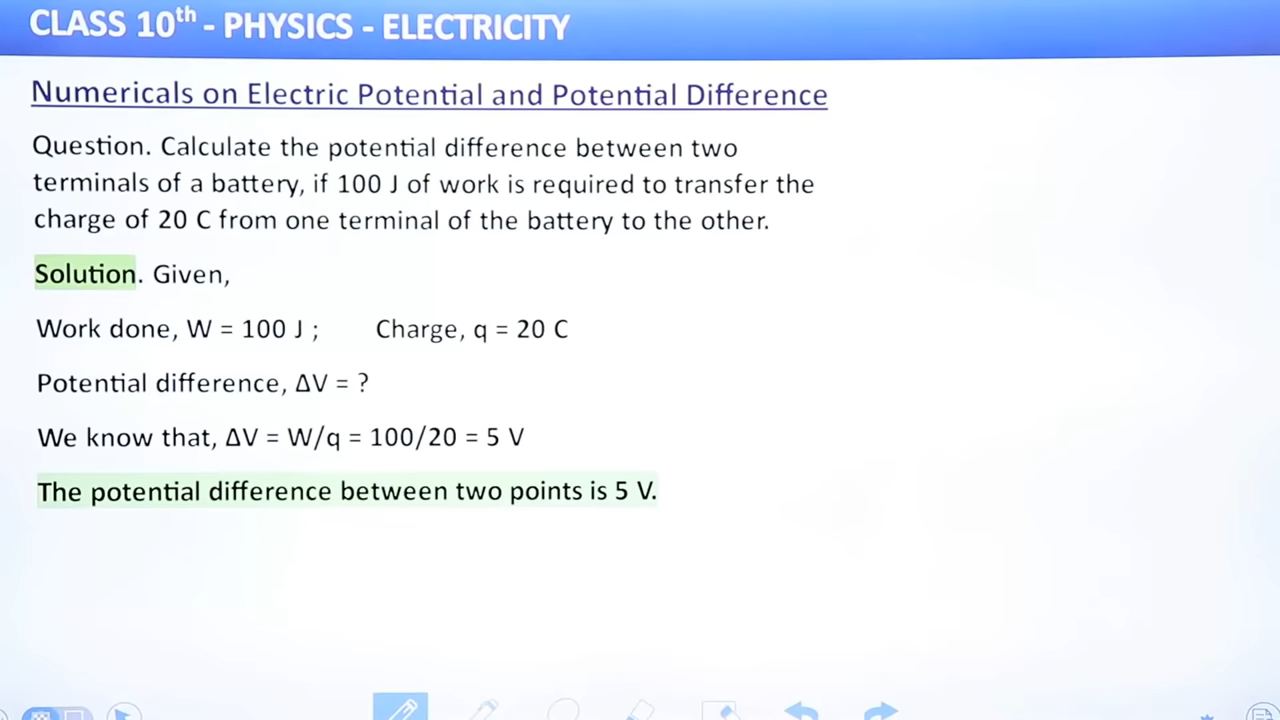 CLASS 10th - PHYSICS - ELECTRICITY
Numericals on Electric Potential and Potential Difference
Question. Calculate the potential difference between two
terminals of a battery, if 100 J of work is required to transfer the
charge of 20 C from one terminal of the battery to the other.
Solution. Given,
Work done, W = 100 J ; Charge, q = 20 C
Potential difference, ΔV = ?
We know that, ΔV = W/q = 100/20 = 5 V
The potential difference between two points is 5 V.